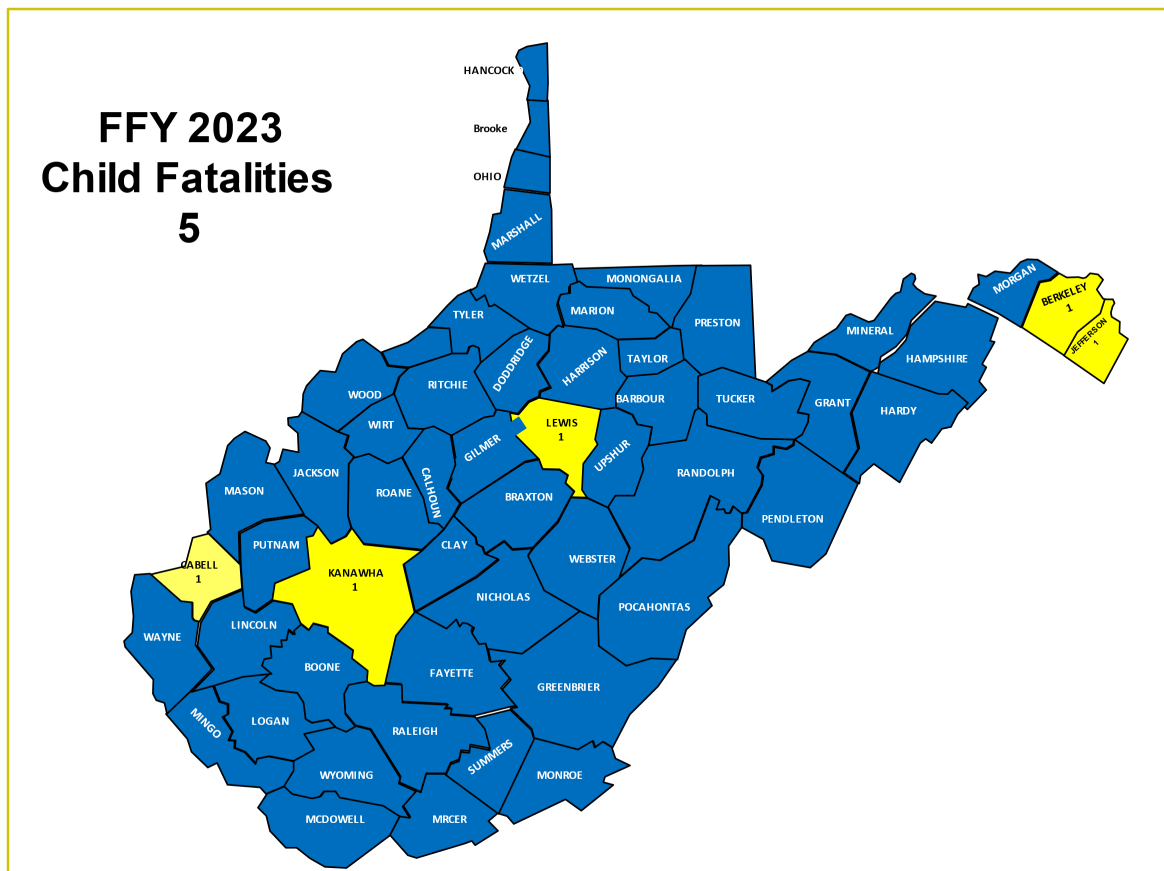 FFY 2023
Child Fatalities
5
HANCOCK
Brooke
OHIO
MARSHALL
WETZEL
MONONGALIA
MORGAN
BERKELEY
1
JEFFERSON
1
TYLER
MARION
PRESTON
MINERAL
HAMPSHIRE
DODDRIDGE
HARRISON
TAYLOR
WOOD
RITCHIE
BARBOUR
TUCKER
GRANT
HARDY
WIRT
LEWIS
1
GILMER
UPSHUR
JACKSON
RANDOLPH
MASON
ROANE
CALHOUN
BRAXTON
PENDLETON
PUTNAM
CLAY
WEBSTER
CABELL
1
KANAWHA
1
NICHOLAS
POCAHONTAS
WAYNE
LINCOLN
BOONE
FAYETTE
GREENBRIER
MINGO
LOGAN
RALEIGH
SUMMERS
WYOMING
MONROE
MCDOWELL
MRCER